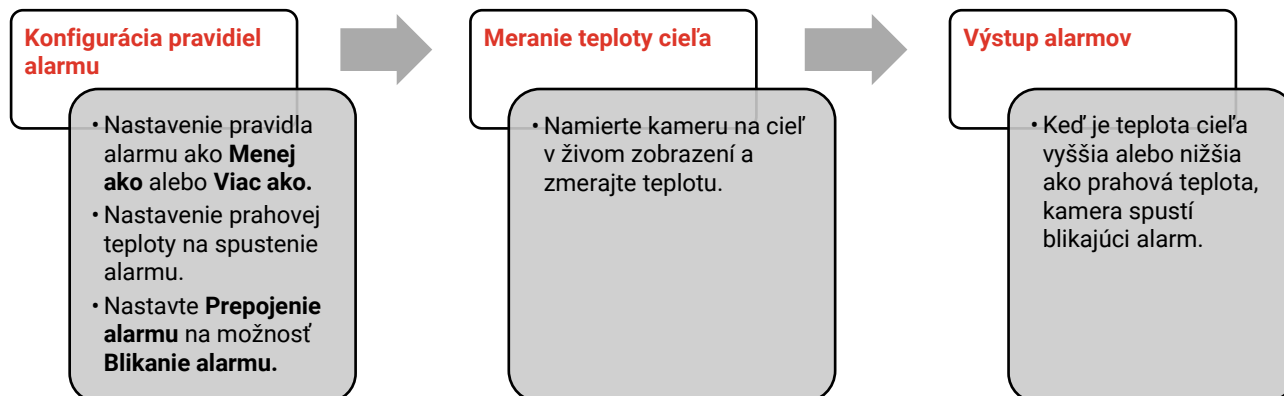 Konfigurácia pravidiel
alarmu
• Nastavenie pravidla
alarmu ako Menej
ako alebo Viac ako.
• Nastavenie prahovej
teploty na spustenie
alarmu.
• Nastavte Prepojenie
alarmu na možnosť
Blikanie alarmu.
Meranie teploty cieľa
• Namierte kameru na cieľ
v živom zobrazení a
zmerajte teplotu.
Výstup alarmov
• Keď je teplota cieľa
vyššia alebo nižšia
ako prahová teplota,
kamera spustí
blikajúci alarm.